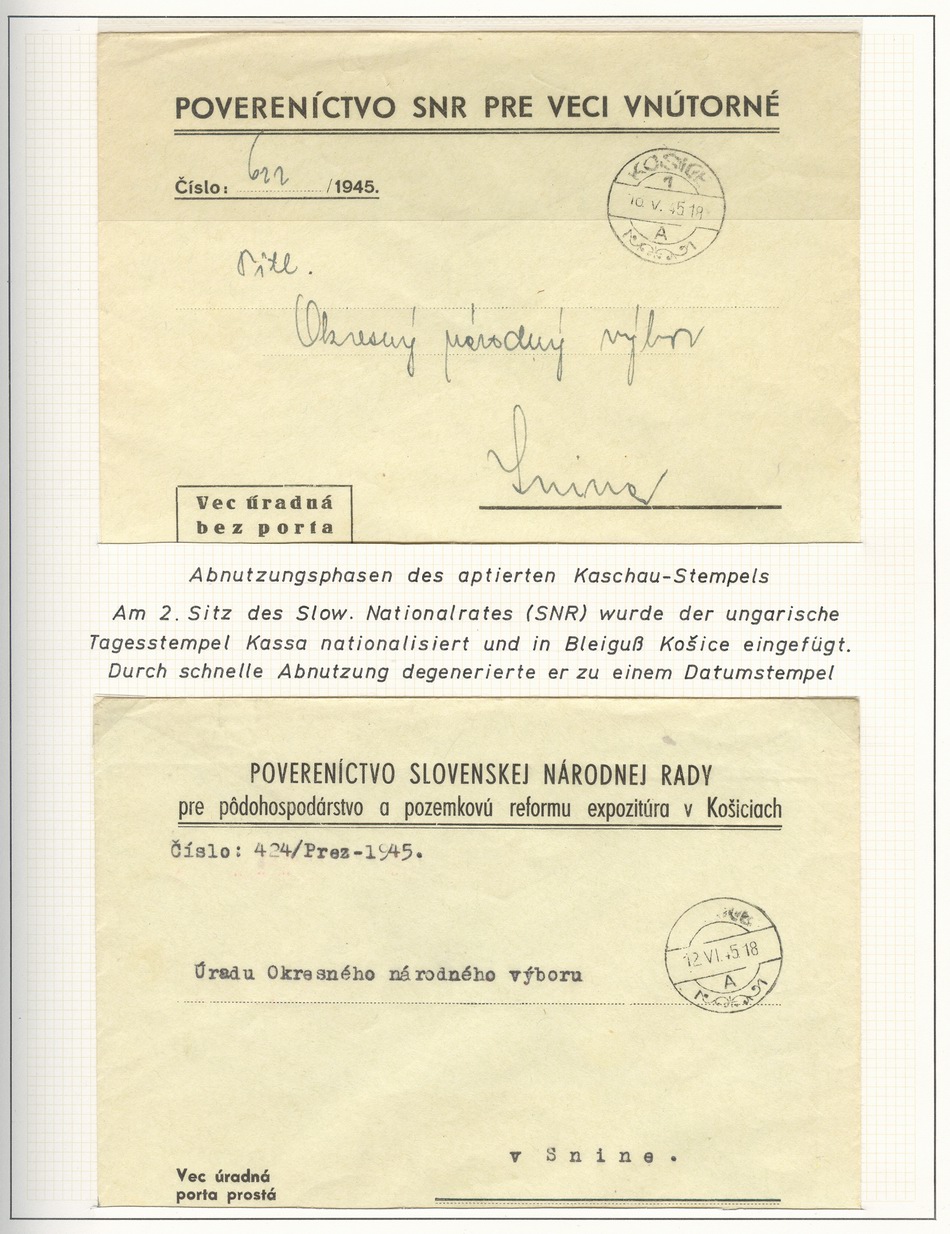 POVERENÍCTVO SNR PRE VECI VNÚTORNÉ
Číslo: 622 /1945.
KOSICE
1
10. V. 45 18
A
Titl.
Okresný národný výbor
Snina
Vec úradná
bez porta
Abnutzungsphasen des aptierten Kaschau-Stempels
Am 2. Sitz des Slow. Nationalrates (SNR) wurde der ungarische
Tagesstempel Kassa nationalisiert und in Bleiguß Košice eingefügt.
Durch schnelle Abnutzung degenerierte er zu einem Datumstempel
POVERENÍCTVO SLOVENSKEJ NÁRODNEJ RADY
pre pôdohospodárstvo a pozemkovú reformu expozitúra v Košiciach
Číslo: 424/Prez-1945.
12 VI. 45 18
A
Úradu Okresného národného výboru
v Snine.
Vec úradná
porta prostá